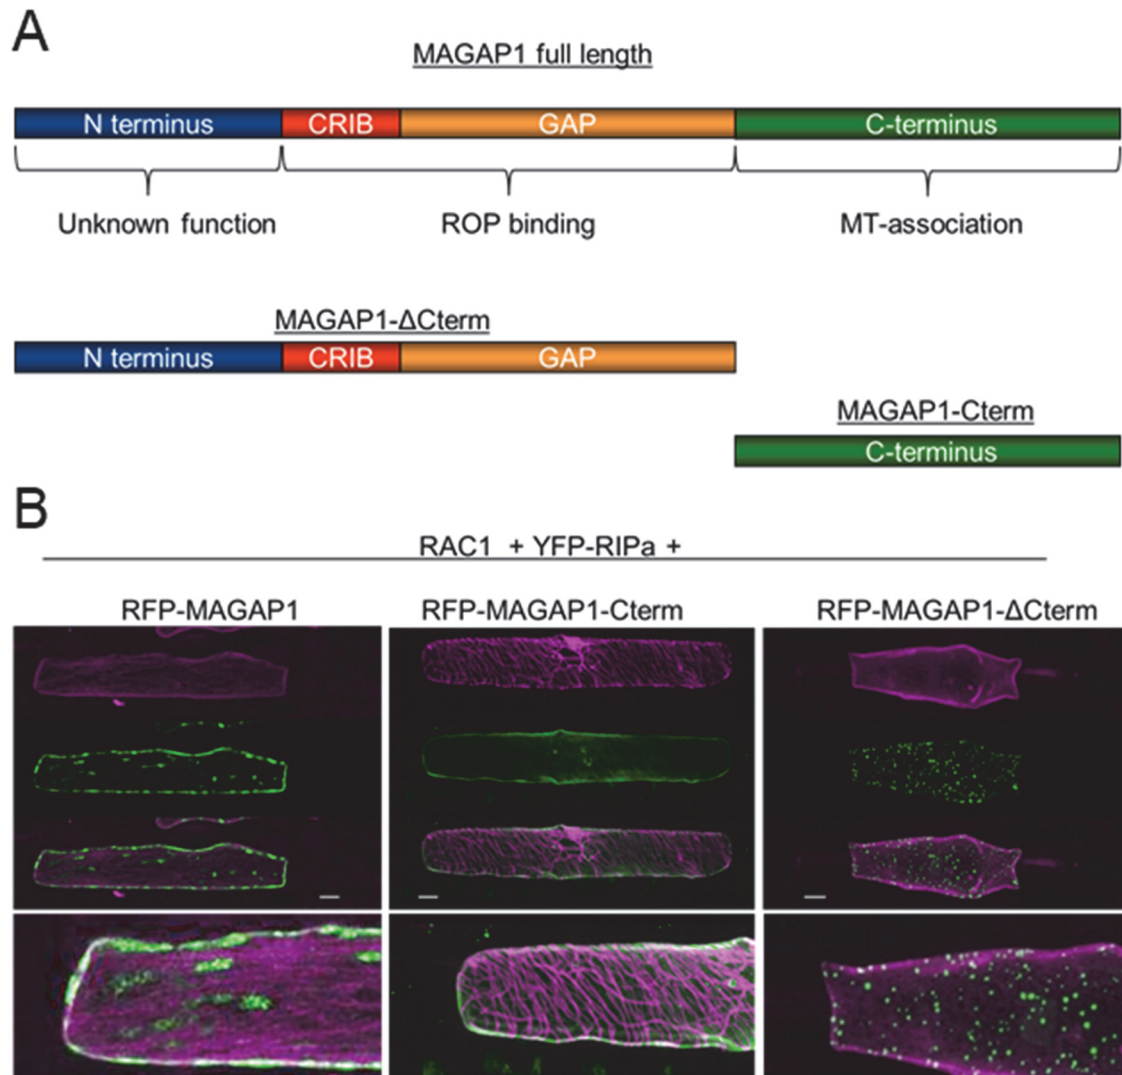 A
MAGAP1 full length
N terminus CRIB GAP C-terminus
Unknown function ROP binding MT-association
MAGAP1-ΔCterm
N terminus CRIB GAP
MAGAP1-Cterm
C-terminus
B
RAC1 + YFP-RIPa +
RFP-MAGAP1 RFP-MAGAP1-Cterm RFP-MAGAP1-ΔCterm